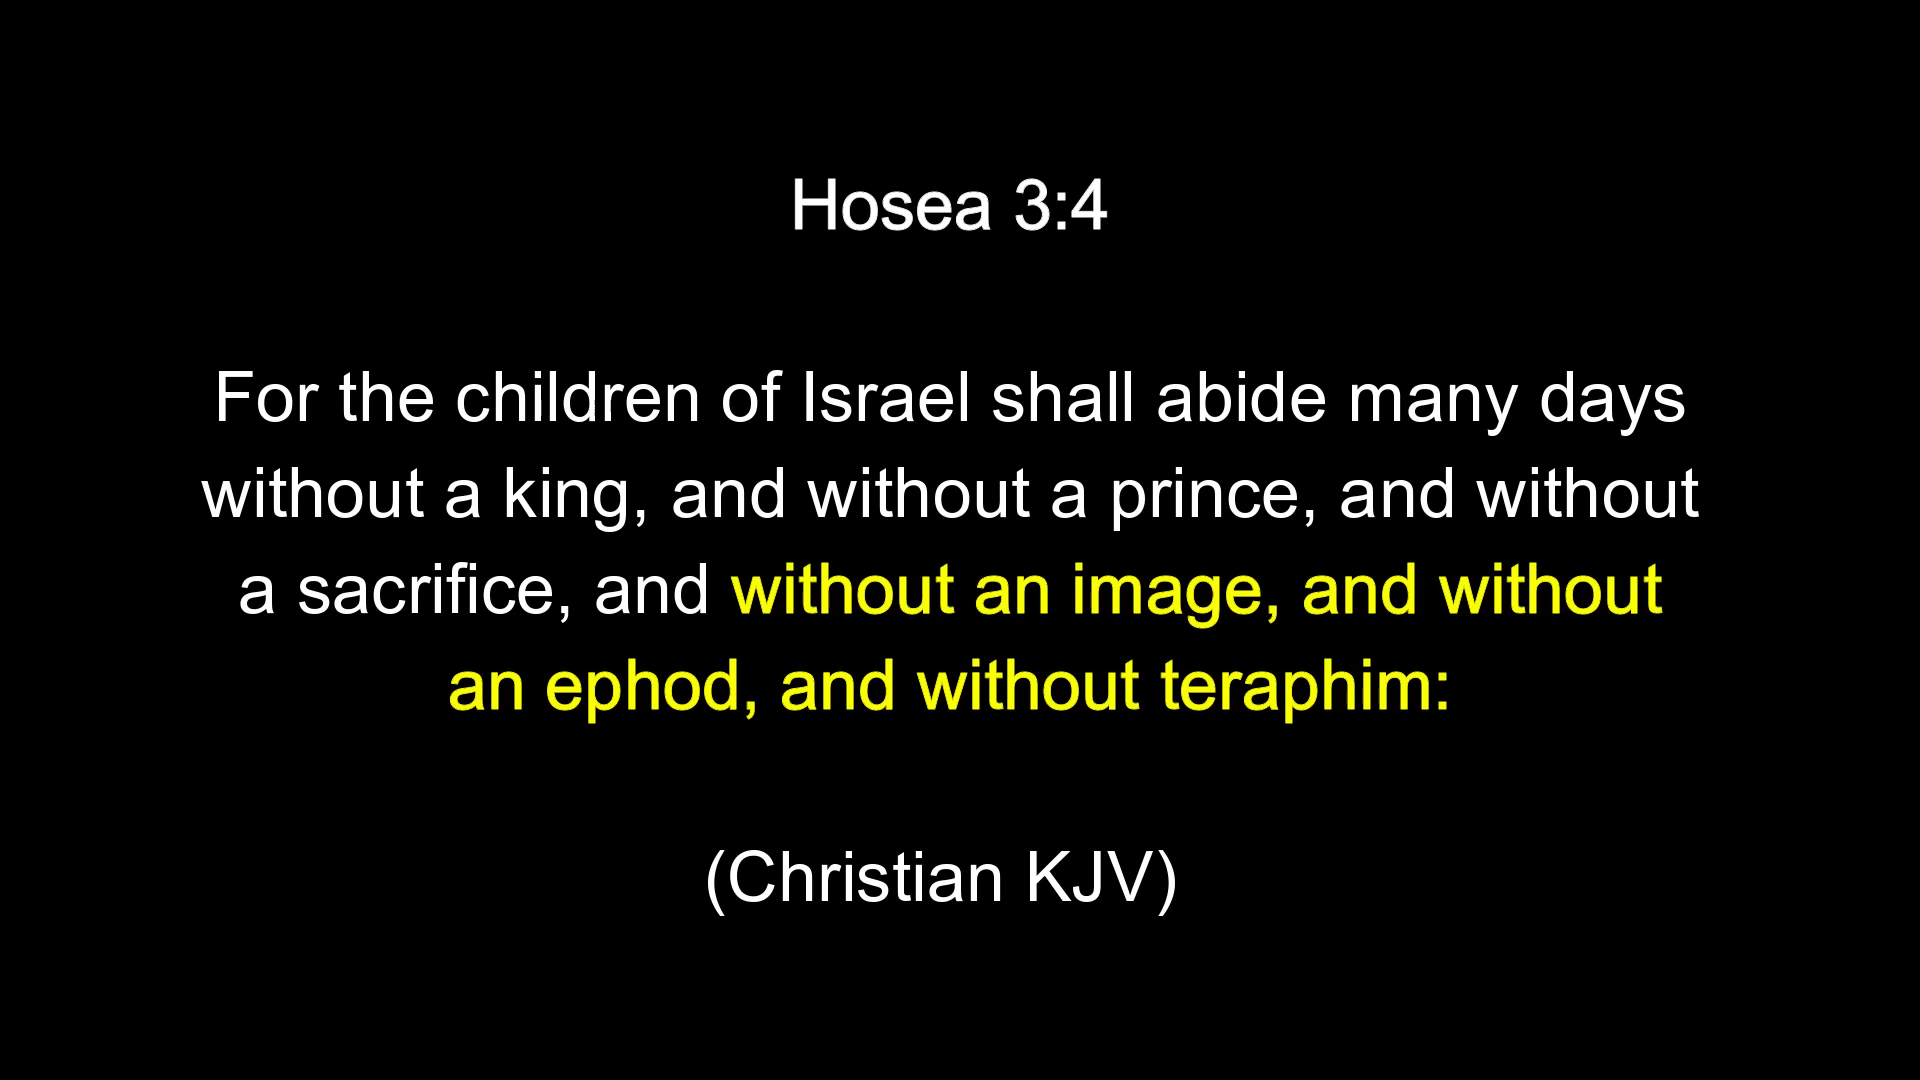 Hosea 3:4
For the children of Israel shall abide many days
without a king, and without a prince, and without
a sacrifice, and without an image, and without
an ephod, and without teraphim:
(Christian KJV)